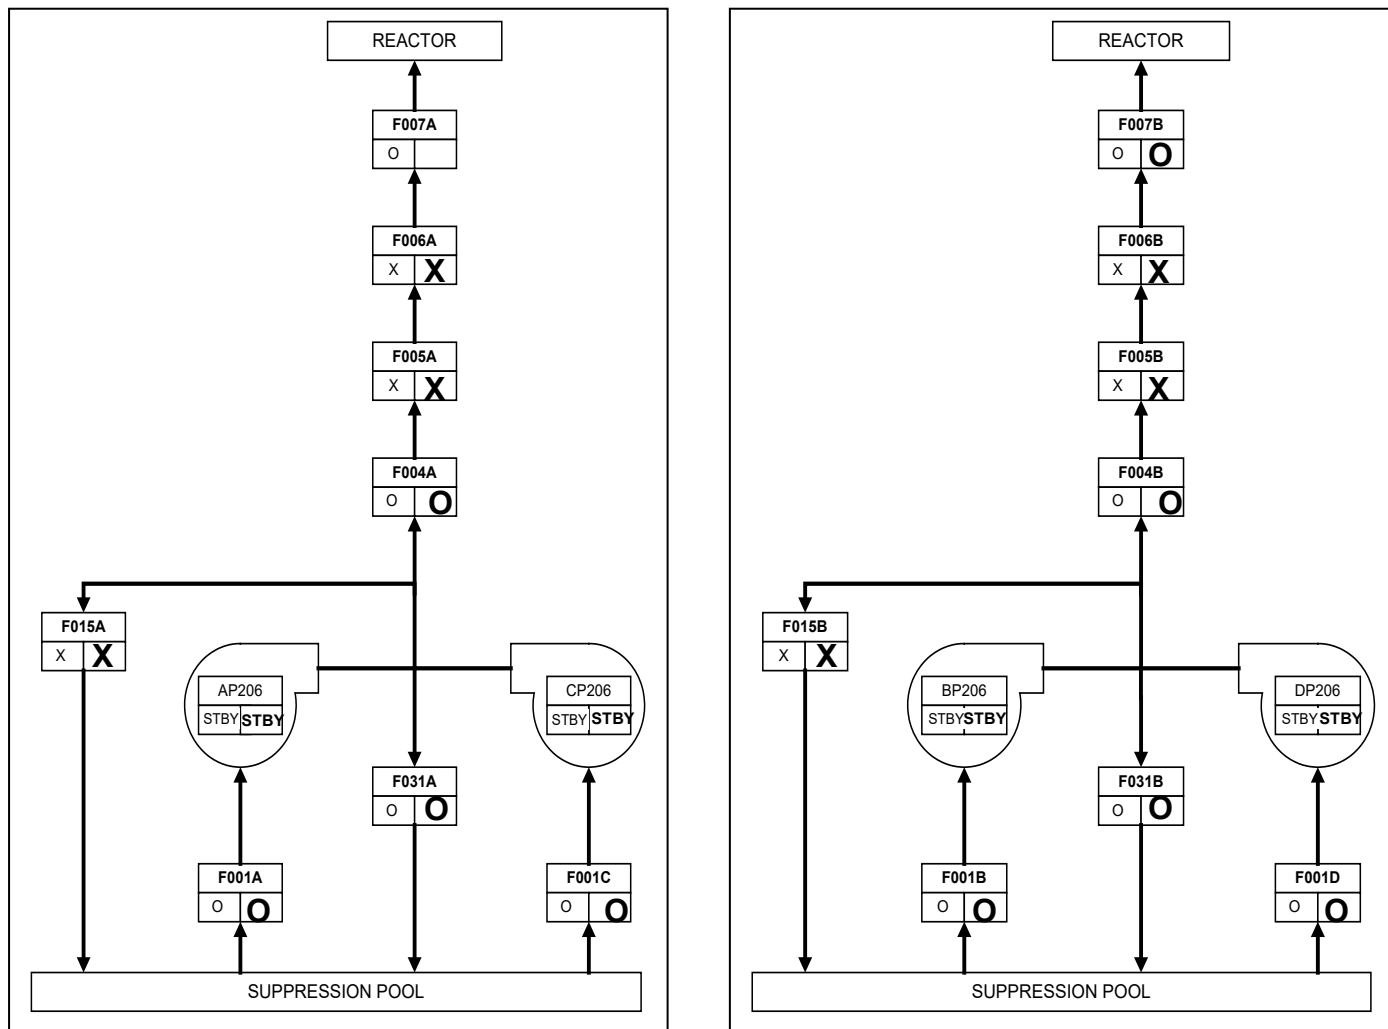 REACTOR
F007A
O
F006A
X X
F005A
X X
F004A
O O
F015A
X X
AP206
STBY STBY
CP206
STBY STBY
F031A
O O
F001A
O O
F001C
O O
SUPPRESSION POOL
REACTOR
F007B
O O
F006B
X X
F005B
X X
F004B
O O
F015B
X X
BP206
STBY STBY
DP206
STBY STBY
F031B
O O
F001B
O O
F001D
O O
SUPPRESSION POOL